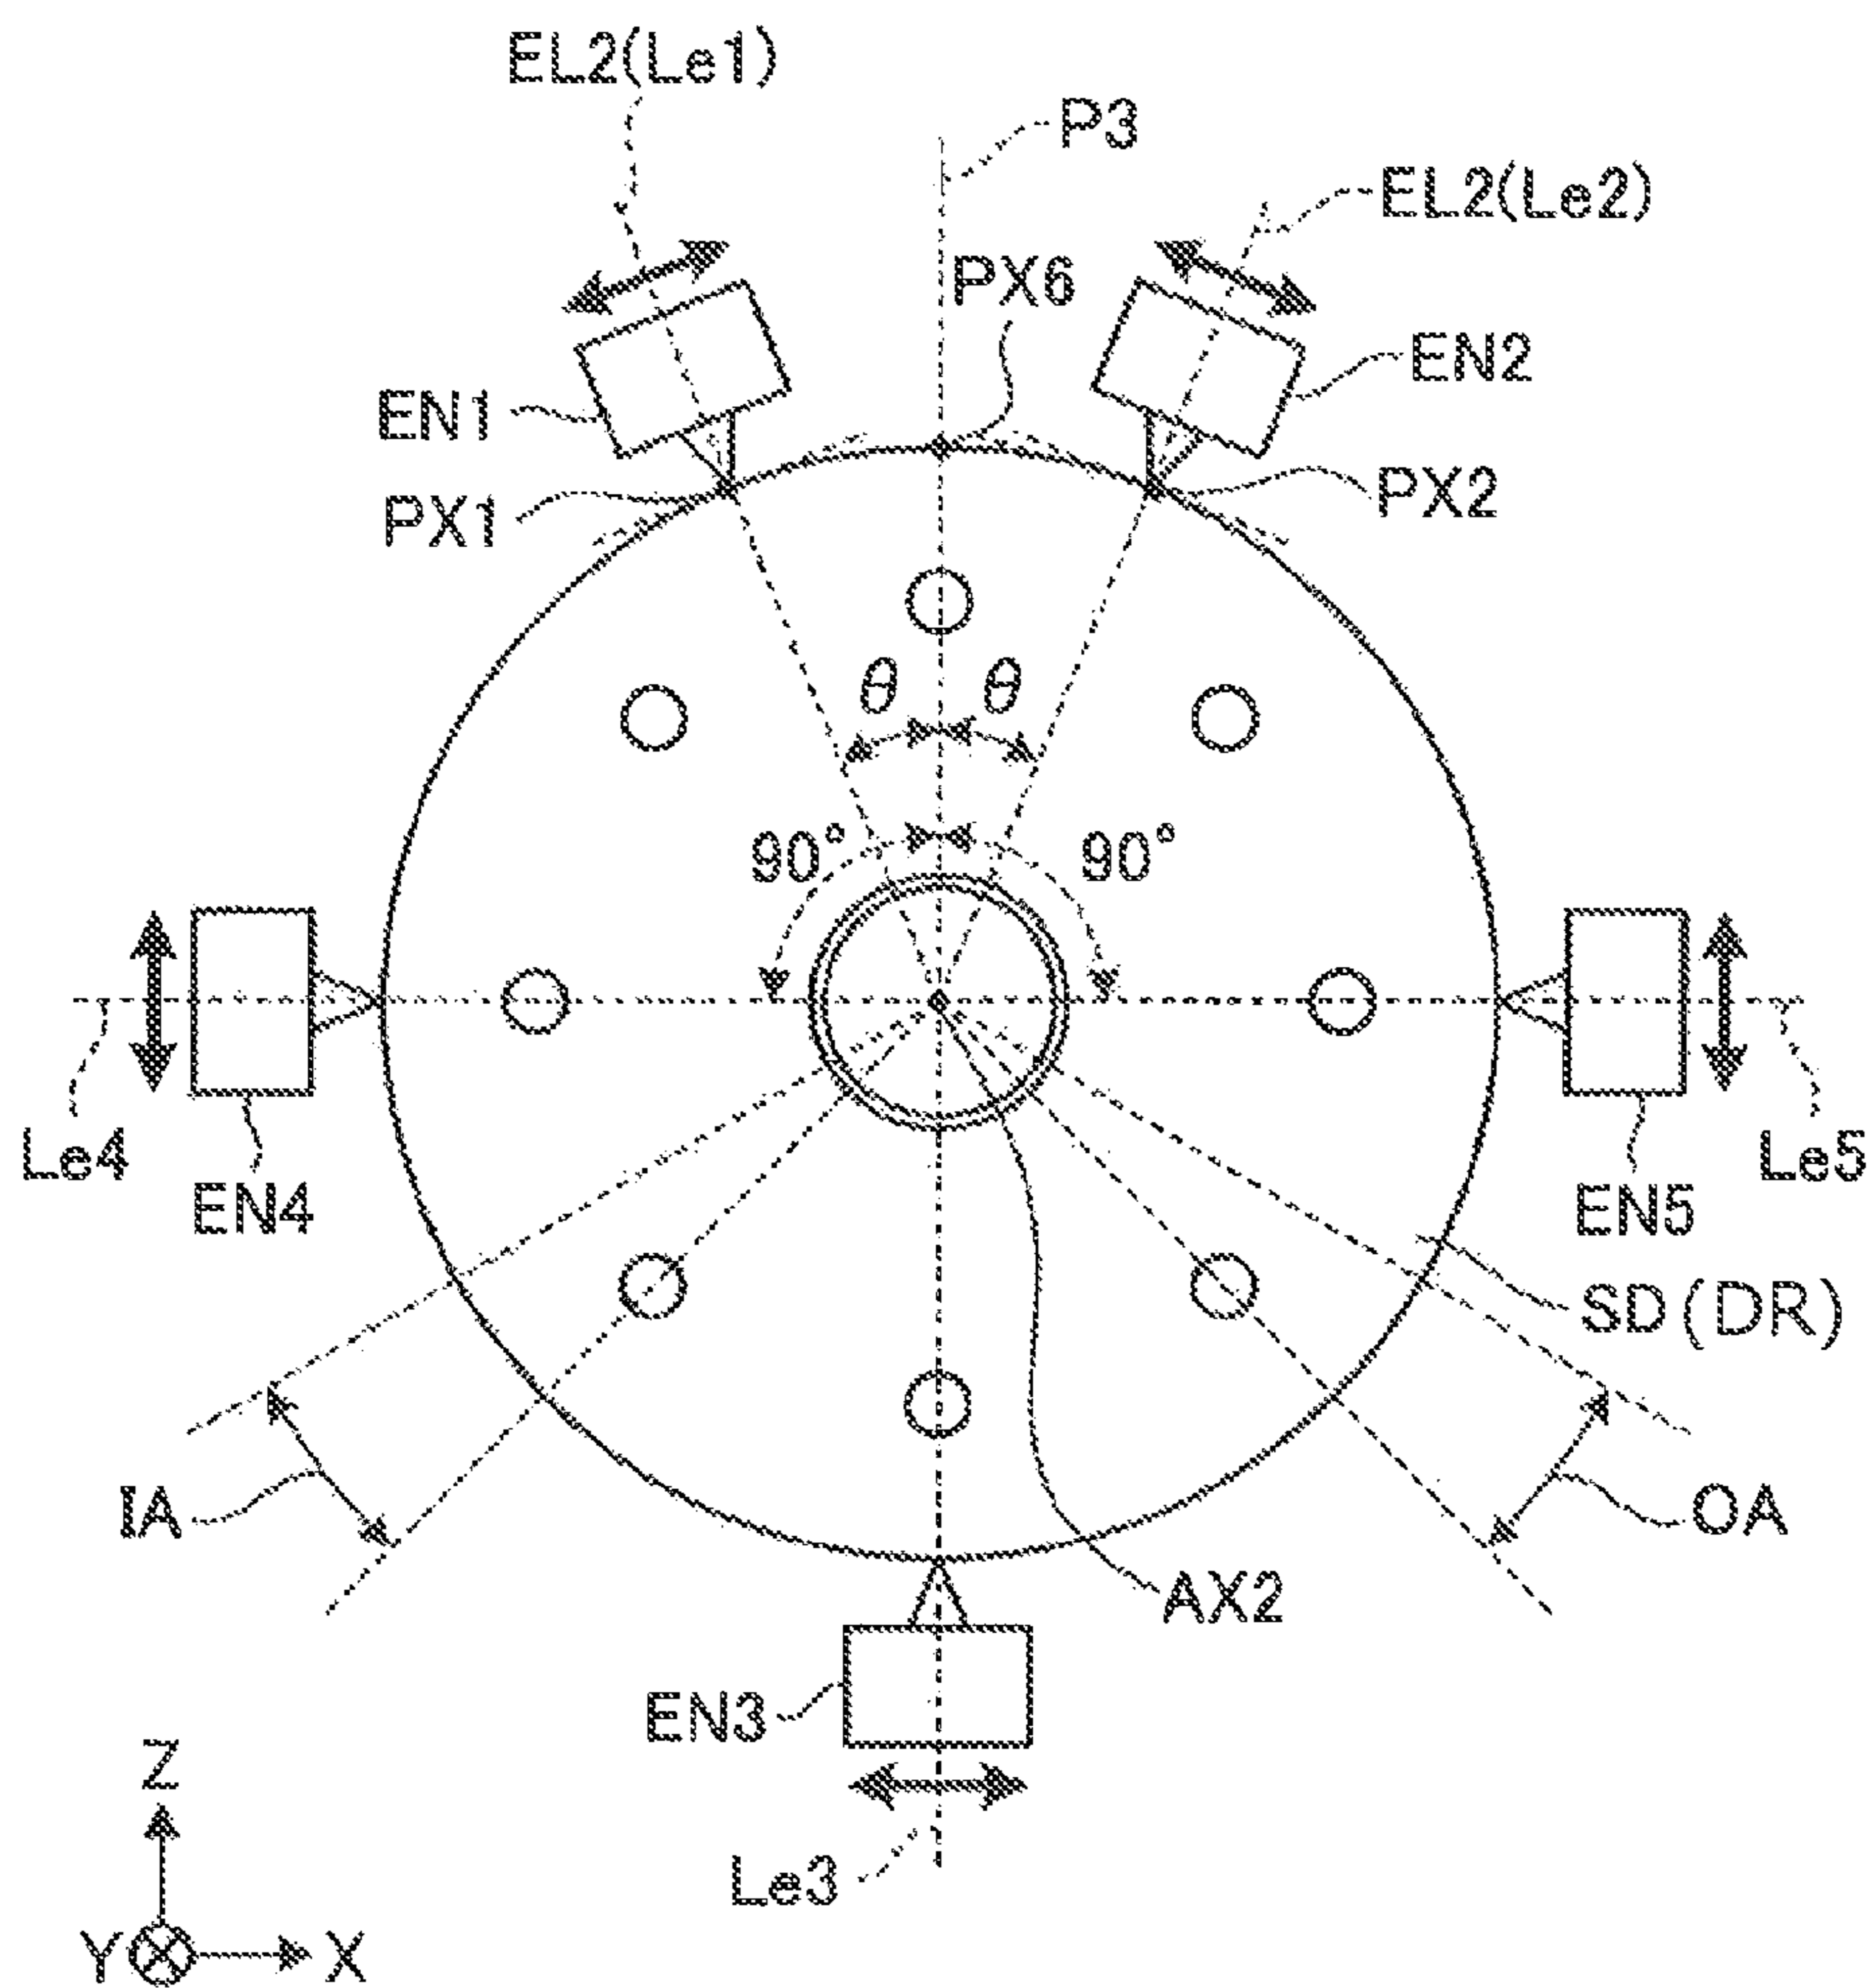 EL2(Le1)
P3
EL2(Le2)
PX6
EN1
EN2
PX1
PX2
θ θ
90° 90°
Le4
EN4
Le5
EN5
SD(DR)
IA
OA
AX2
EN3
Le3
Z
Y X